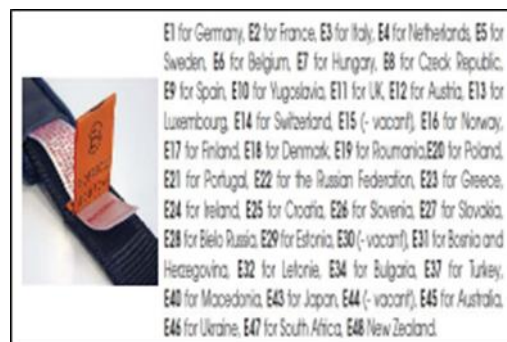 E1 for Germany, E2 for France, E3 for Italy, E4 for Netherlands, E5 for
Sweden, E6 for Belgium, E7 for Hungary, E8 for Czeck Republic,
E9 for Spain, E10 for Yugoslavia, E11 for UK, E12 for Austria, E13 for
Luxembourg, E14 for Switzerland, E15 (- vacant), E16 for Norway,
E17 for Finland, E18 for Denmark, E19 for Roumania,E20 for Poland,
E21 for Portugal, E22 for the Russian Federation, E23 for Greece,
E24 for Ireland, E25 for Croatia, E26 for Slovenia, E27 for Slovakia,
E28 for Bielo Russia, E29 for Estonia, E30 (- vacant), E31 for Bosnia and
Herzegovina, E32 for Letonie, E34 for Bulgaria, E37 for Turkey,
E40 for Macedonia, E43 for Japan, E44 (- vacant), E45 for Australia,
E46 for Ukraine, E47 for South Africa, E48 New Zealand.